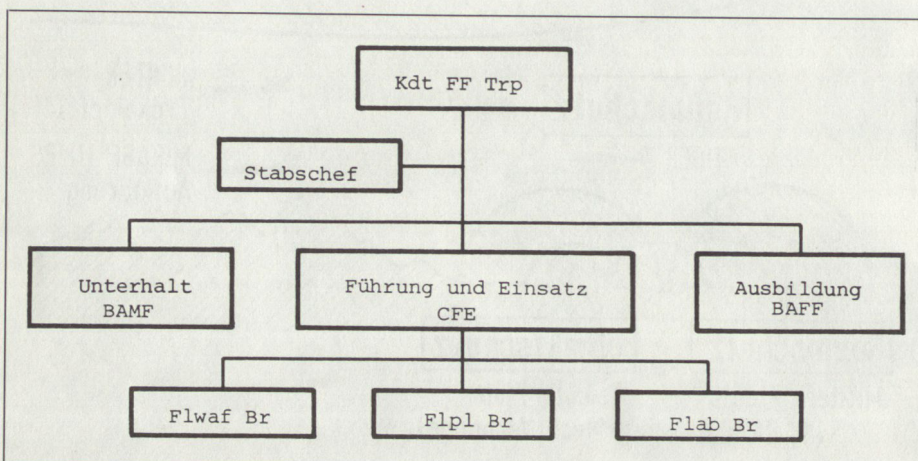 Kdt FF Trp
Stabschef
Unterhalt
BAMF
Führung und Einsatz
CFE
Ausbildung
BAFF
Flwaf Br
Flpl Br
Flab Br